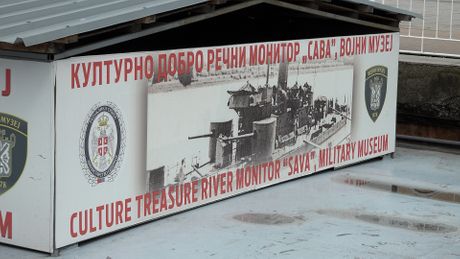 КУЛТУРНО ДОБРО РЕЧНИ МОНИТОР „САВА”, ВОЈНИ МУЗЕЈ
CULTURE TREASURE RIVER MONITOR "SAVA", MILITARY MUSEUM